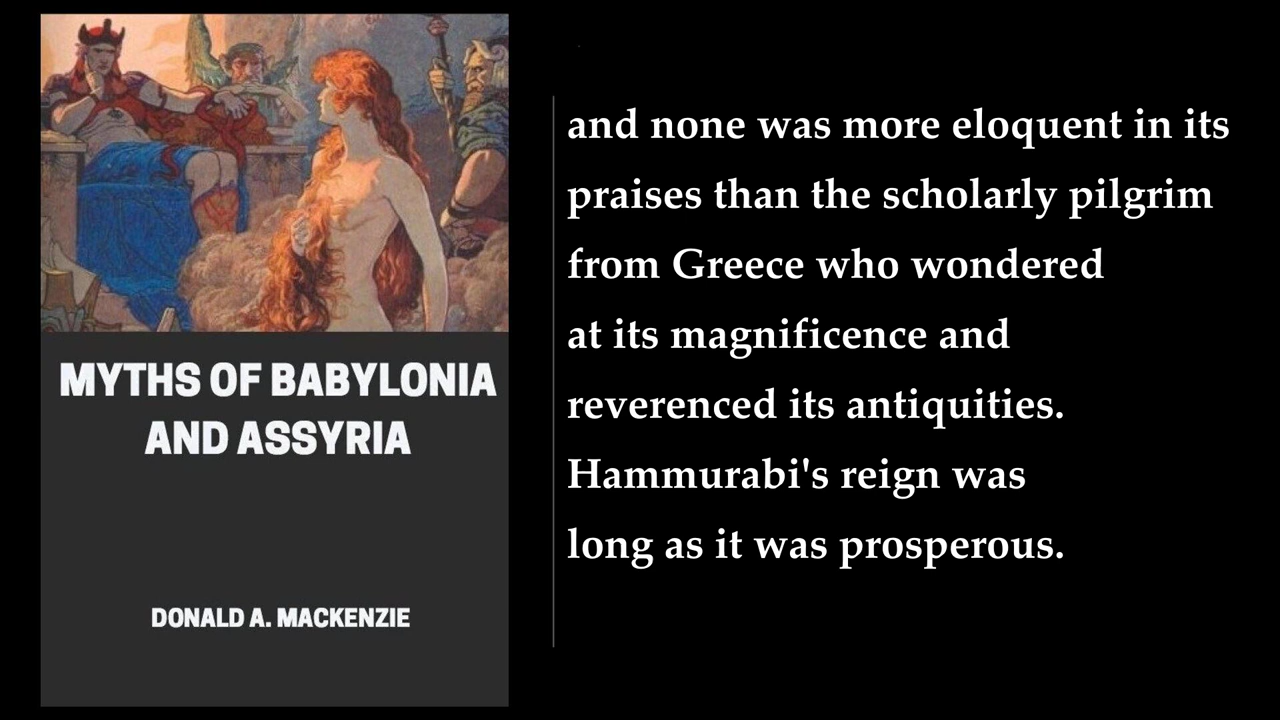 MYTHS OF BABYLONIA
AND ASSYRIA
DONALD A. MACKENZIE
and none was more eloquent in its
praises than the scholarly pilgrim
from Greece who wondered
at its magnificence and
reverenced its antiquities.
Hammurabi's reign was
long as it was prosperous.